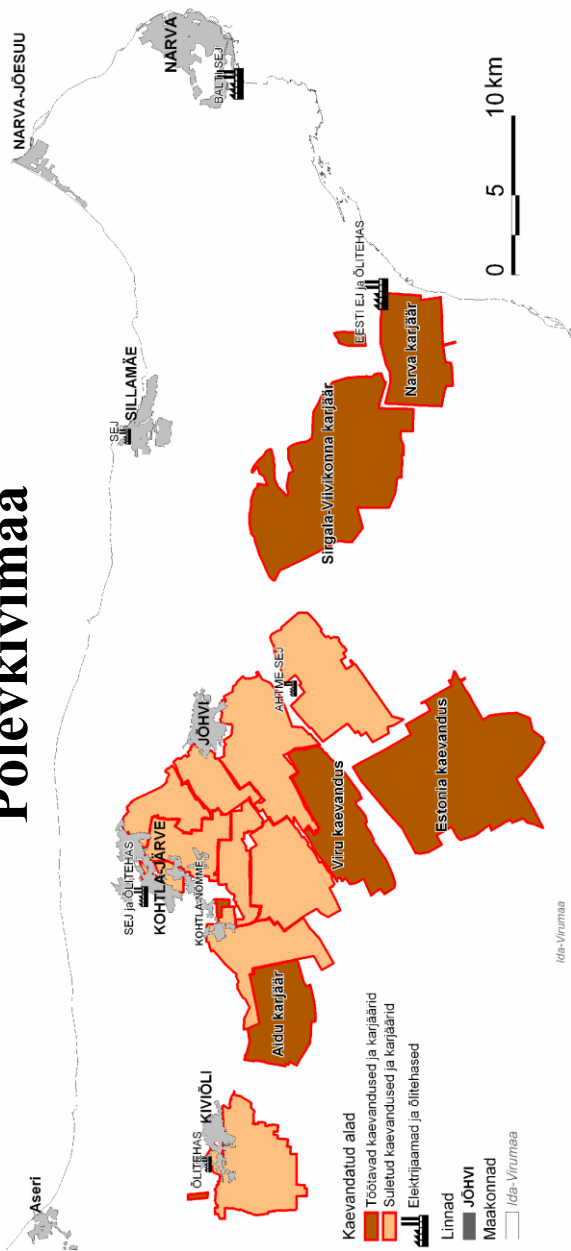 Põlevkivimaa
Aseri
NARVA-JÕESUU
NARVA
BALTI SEJ
SEJ
SILLAMÄE
SEJ ja ÕLITEHAS
KOHTLA-JÄRVE
KOHTLA-NÕMME
JÕHVI
AHTME SEJ
ÕLITEHAS
KIVIÕLI
Aidu karjäär
Viru kaevandus
Estonia kaevandus
Sirgala-Viivikonna karjäär
EESTI EJ ja ÕLITEHAS
Narva karjäär
0 5 10 km
Kaevandatud alad
Töötavad kaevandused ja karjäärid
Suletud kaevandused ja karjäärid
Elektrijaamad ja õlitehased
Linnad
JÕHVI
Maakonnad
Ida-Virumaa
Ida-Virumaa